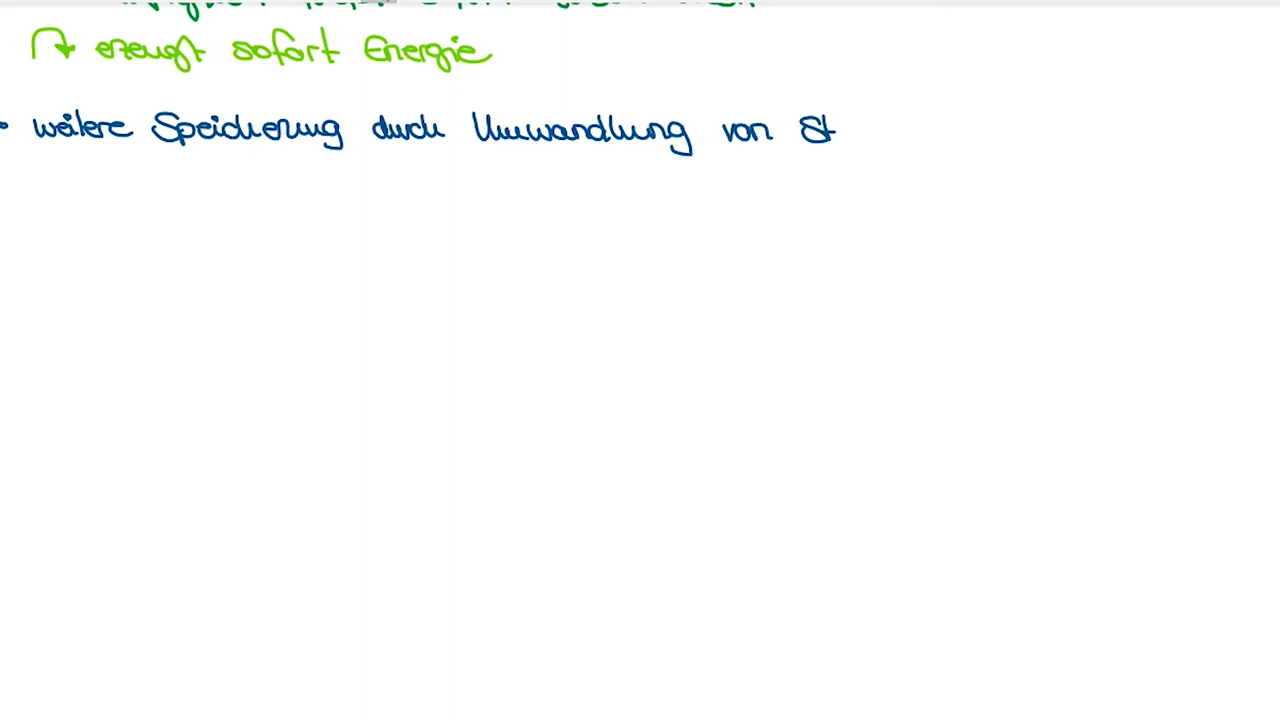 ↷ erzeugt sofort Energie
• weitere Speicherung durch Umwandlung von St